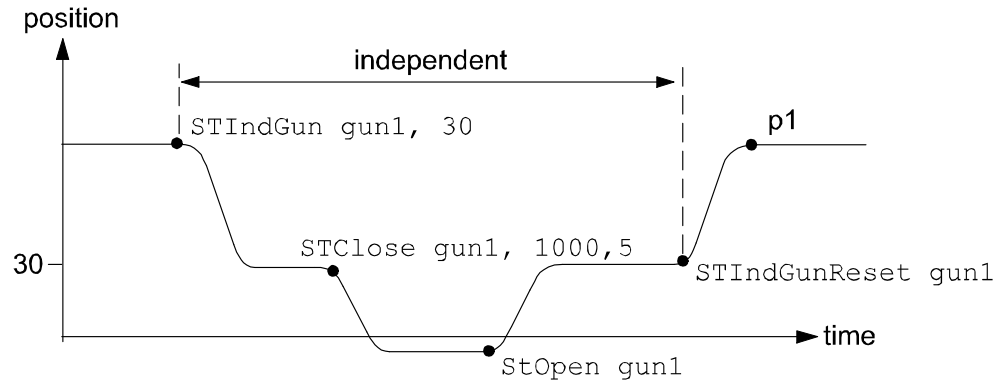 position
independent
p1
STIndGun gun1, 30
STClose gun1, 1000,5
30
STIndGunReset gun1
time
StOpen gun1